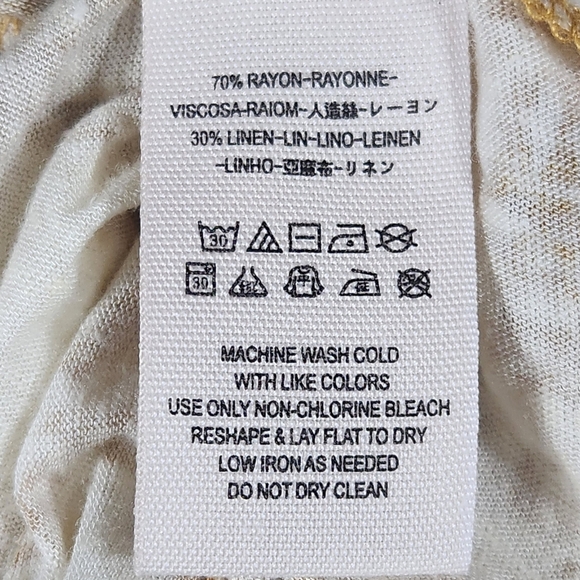 70% RAYON-RAYONNE-
VISCOSA-RAIOM-人造絲-レーヨン
30% LINEN-LIN-LINO-LEINEN
-LINHO-亞麻布-リネン
30
30
MACHINE WASH COLD
WITH LIKE COLORS
USE ONLY NON-CHLORINE BLEACH
RESHAPE & LAY FLAT TO DRY
LOW IRON AS NEEDED
DO NOT DRY CLEAN